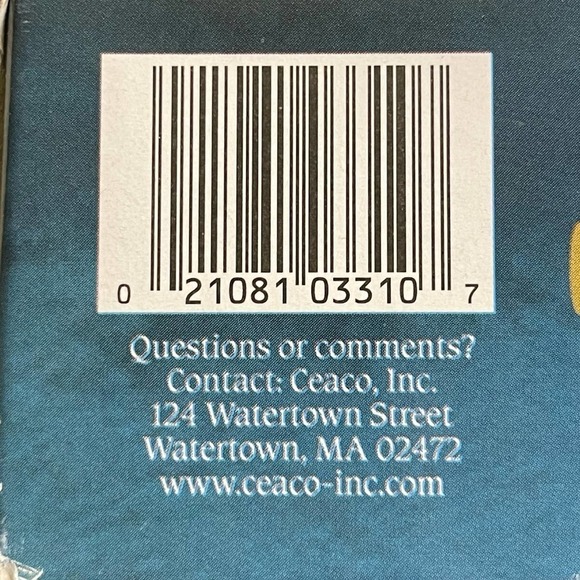 0 21081 03310 7
Questions or comments?
Contact: Ceaco, Inc.
124 Watertown Street
Watertown, MA 02472
www.ceaco-inc.com